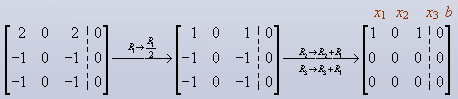 x₁ x₂ x₃ b
2 0 2 0 R₁→R₁/2 1 0 1 0 R₂→R₂+R₁ 1 0 1 0
-1 0 -1 0 -1 0 -1 0 R₃→R₃+R₁ 0 0 0 0
-1 0 -1 0 -1 0 -1 0 0 0 0 0